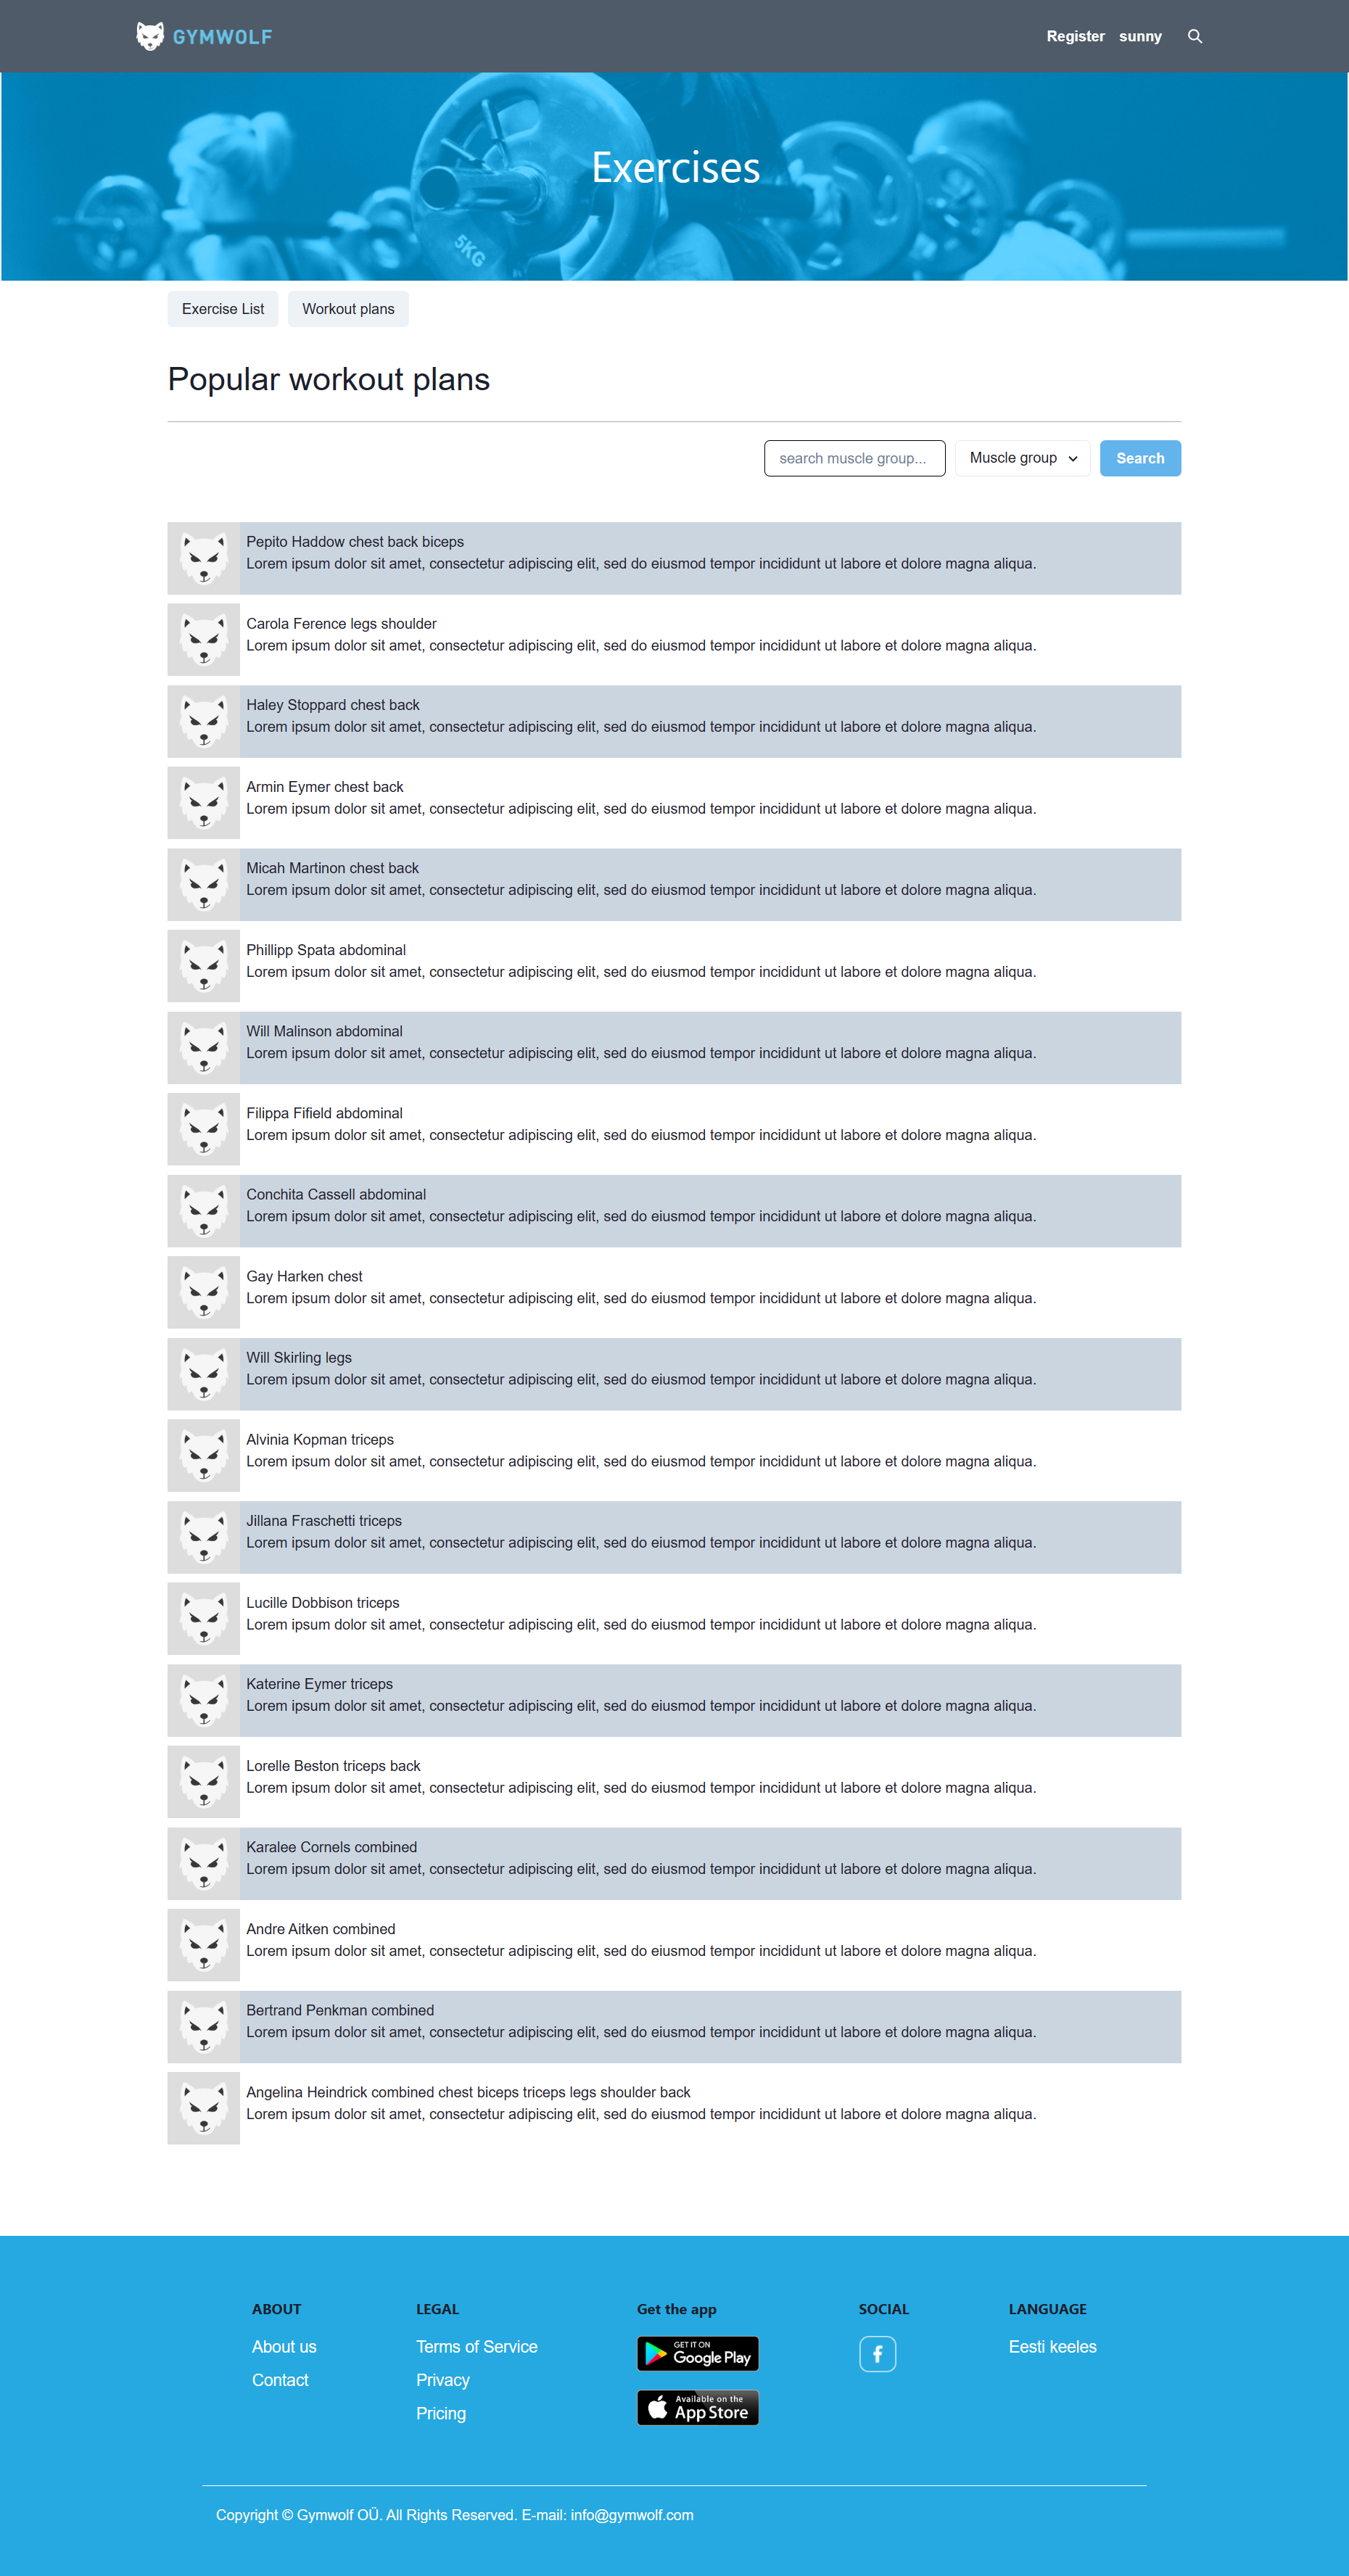 GYMWOLF
Register sunny
Exercises
5KG
Exercise List Workout plans
Popular workout plans
search muscle group... Muscle group Search
Pepito Haddow chest back biceps
Lorem ipsum dolor sit amet, consectetur adipiscing elit, sed do eiusmod tempor incididunt ut labore et dolore magna aliqua.
Carola Ference legs shoulder
Lorem ipsum dolor sit amet, consectetur adipiscing elit, sed do eiusmod tempor incididunt ut labore et dolore magna aliqua.
Haley Stoppard chest back
Lorem ipsum dolor sit amet, consectetur adipiscing elit, sed do eiusmod tempor incididunt ut labore et dolore magna aliqua.
Armin Eymer chest back
Lorem ipsum dolor sit amet, consectetur adipiscing elit, sed do eiusmod tempor incididunt ut labore et dolore magna aliqua.
Micah Martinon chest back
Lorem ipsum dolor sit amet, consectetur adipiscing elit, sed do eiusmod tempor incididunt ut labore et dolore magna aliqua.
Phillipp Spata abdominal
Lorem ipsum dolor sit amet, consectetur adipiscing elit, sed do eiusmod tempor incididunt ut labore et dolore magna aliqua.
Will Malinson abdominal
Lorem ipsum dolor sit amet, consectetur adipiscing elit, sed do eiusmod tempor incididunt ut labore et dolore magna aliqua.
Filippa Fifield abdominal
Lorem ipsum dolor sit amet, consectetur adipiscing elit, sed do eiusmod tempor incididunt ut labore et dolore magna aliqua.
Conchita Cassell abdominal
Lorem ipsum dolor sit amet, consectetur adipiscing elit, sed do eiusmod tempor incididunt ut labore et dolore magna aliqua.
Gay Harken chest
Lorem ipsum dolor sit amet, consectetur adipiscing elit, sed do eiusmod tempor incididunt ut labore et dolore magna aliqua.
Will Skirling legs
Lorem ipsum dolor sit amet, consectetur adipiscing elit, sed do eiusmod tempor incididunt ut labore et dolore magna aliqua.
Alvinia Kopman triceps
Lorem ipsum dolor sit amet, consectetur adipiscing elit, sed do eiusmod tempor incididunt ut labore et dolore magna aliqua.
Jillana Fraschetti triceps
Lorem ipsum dolor sit amet, consectetur adipiscing elit, sed do eiusmod tempor incididunt ut labore et dolore magna aliqua.
Lucille Dobbison triceps
Lorem ipsum dolor sit amet, consectetur adipiscing elit, sed do eiusmod tempor incididunt ut labore et dolore magna aliqua.
Katerine Eymer triceps
Lorem ipsum dolor sit amet, consectetur adipiscing elit, sed do eiusmod tempor incididunt ut labore et dolore magna aliqua.
Lorelle Beston triceps back
Lorem ipsum dolor sit amet, consectetur adipiscing elit, sed do eiusmod tempor incididunt ut labore et dolore magna aliqua.
Karalee Cornels combined
Lorem ipsum dolor sit amet, consectetur adipiscing elit, sed do eiusmod tempor incididunt ut labore et dolore magna aliqua.
Andre Aitken combined
Lorem ipsum dolor sit amet, consectetur adipiscing elit, sed do eiusmod tempor incididunt ut labore et dolore magna aliqua.
Bertrand Penkman combined
Lorem ipsum dolor sit amet, consectetur adipiscing elit, sed do eiusmod tempor incididunt ut labore et dolore magna aliqua.
Angelina Heindrick combined chest biceps triceps legs shoulder back
Lorem ipsum dolor sit amet, consectetur adipiscing elit, sed do eiusmod tempor incididunt ut labore et dolore magna aliqua.
ABOUT
About us
Contact
LEGAL
Terms of Service
Privacy
Pricing
Get the app
GET IT ON
Google Play
Available on the
App Store
SOCIAL
LANGUAGE
Eesti keeles
Copyright © Gymwolf OÜ. All Rights Reserved. E-mail: info@gymwolf.com